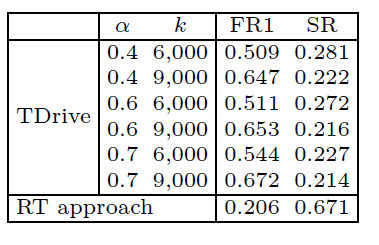 α k FR1 SR
0.4 6,000 0.509 0.281
0.4 9,000 0.647 0.222
0.6 6,000 0.511 0.272
TDrive
0.6 9,000 0.653 0.216
0.7 6,000 0.544 0.227
0.7 9,000 0.672 0.214
RT approach 0.206 0.671